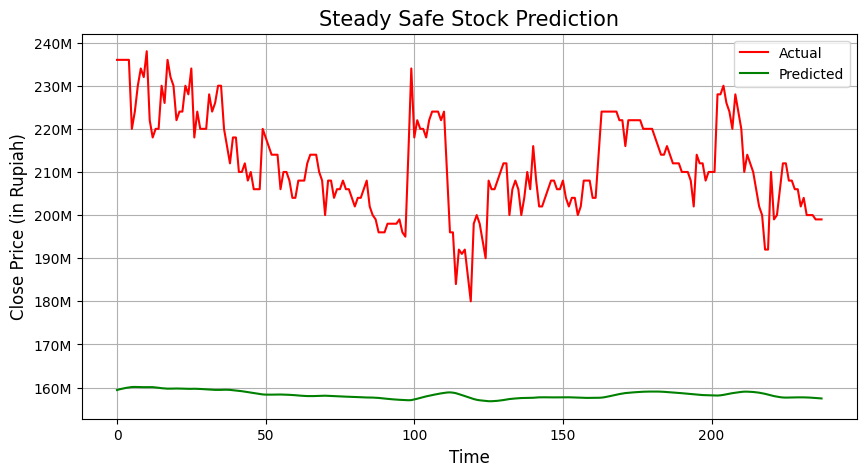 Steady Safe Stock Prediction
Actual
Predicted
Close Price (in Rupiah)
240M
230M
220M
210M
200M
190M
180M
170M
160M
0
50
100
150
200
Time